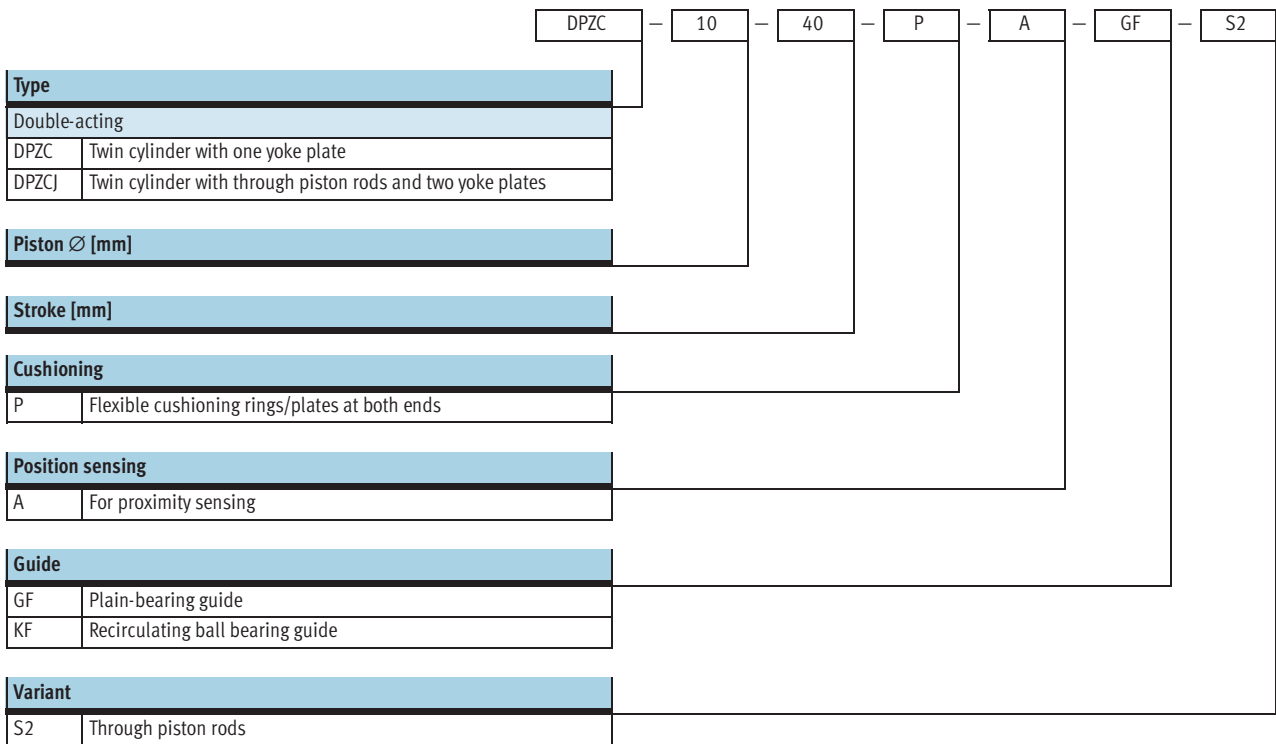 DPZC – 10 – 40 – P – A – GF – S2
Type
Double-acting
DPZC Twin cylinder with one yoke plate
DPZCJ Twin cylinder with through piston rods and two yoke plates
Piston ∅ [mm]
Stroke [mm]
Cushioning
P Flexible cushioning rings/plates at both ends
Position sensing
A For proximity sensing
Guide
GF Plain-bearing guide
KF Recirculating ball bearing guide
Variant
S2 Through piston rods